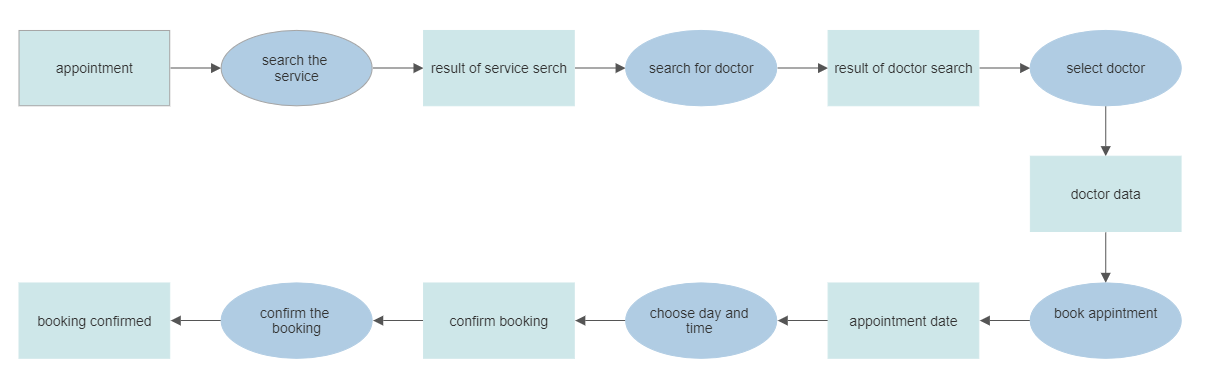 appointment
search the
service
result of service serch
search for doctor
result of doctor search
select doctor
doctor data
book appintment
appointment date
choose day and
time
confirm booking
confirm the
booking
booking confirmed